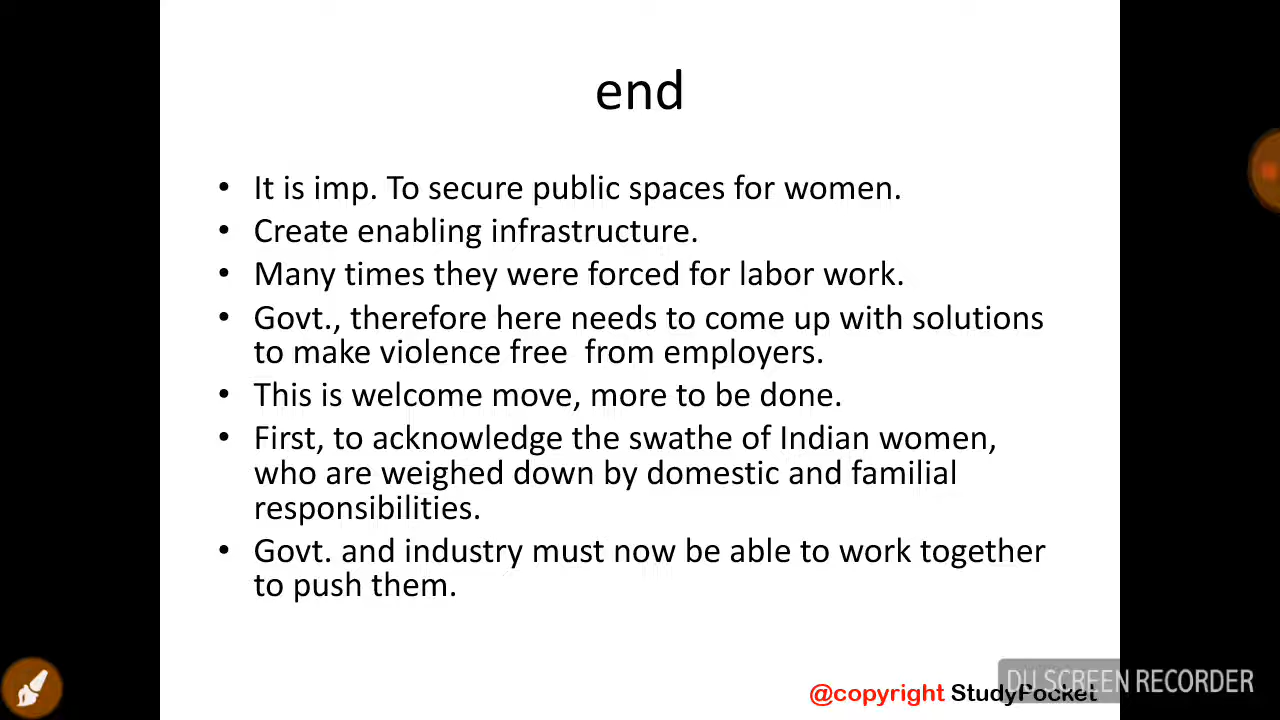 end
• It is imp. To secure public spaces for women.
• Create enabling infrastructure.
• Many times they were forced for labor work.
• Govt., therefore here needs to come up with solutions
to make violence free  from employers.
• This is welcome move, more to be done.
• First, to acknowledge the swathe of Indian women,
who are weighed down by domestic and familial
responsibilities.
• Govt. and industry must now be able to work together
to push them.
@copyright StudyPocket
DU SCREEN RECORDER